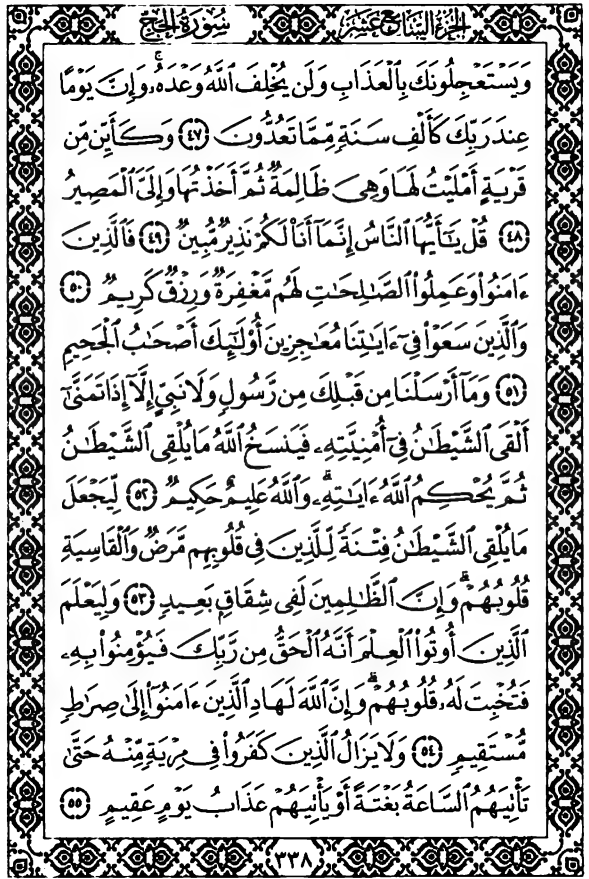 الجزء السابع عشر
سورة الحج
وَيَسْتَعْجِلُونَكَ بِالْعَذَابِ وَلَن يُخْلِفَ اللَّهُ وَعْدَهُ ۚ وَإِنَّ يَوْمًا
عِندَ رَبِّكَ كَأَلْفِ سَنَةٍ مِّمَّا تَعُدُّونَ ﴿٤٧﴾ وَكَأَيِّن مِّن
قَرْيَةٍ أَمْلَيْتُ لَهَا وَهِيَ ظَالِمَةٌ ثُمَّ أَخَذْتُهَا وَإِلَيَّ الْمَصِيرُ
﴿٤٨﴾ قُلْ يَٰٓأَيُّهَا النَّاسُ إِنَّمَآ أَنَا۠ لَكُمْ نَذِيرٌ مُّبِينٌ ﴿٤٩﴾ فَالَّذِينَ
ءَامَنُوا۟ وَعَمِلُوا۟ الصَّٰلِحَٰتِ لَهُم مَّغْفِرَةٌ وَرِزْقٌ كَرِيمٌ ﴿٥٠﴾
وَالَّذِينَ سَعَوْا۟ فِىٓ ءَايَٰتِنَا مُعَٰجِزِينَ أُو۟لَٰٓئِكَ أَصْحَٰبُ الْجَحِيمِ
﴿٥١﴾ وَمَآ أَرْسَلْنَا مِن قَبْلِكَ مِن رَّسُولٍ وَلَا نَبِىٍّ إِلَّآ إِذَا تَمَنَّىٰٓ
أَلْقَى الشَّيْطَٰنُ فِىٓ أُمْنِيَّتِهِۦ فَيَنسَخُ اللَّهُ مَا يُلْقِى الشَّيْطَٰنُ
ثُمَّ يُحْكِمُ اللَّهُ ءَايَٰتِهِۦ ۗ وَاللَّهُ عَلِيمٌ حَكِيمٌ ﴿٥٢﴾ لِّيَجْعَلَ
مَا يُلْقِى الشَّيْطَٰنُ فِتْنَةً لِّلَّذِينَ فِى قُلُوبِهِم مَّرَضٌ وَالْقَاسِيَةِ
قُلُوبُهُمْ ۗ وَإِنَّ الظَّٰلِمِينَ لَفِى شِقَاقٍۭ بَعِيدٍ ﴿٥٣﴾ وَلِيَعْلَمَ
الَّذِينَ أُوتُوا۟ الْعِلْمَ أَنَّهُ الْحَقُّ مِن رَّبِّكَ فَيُؤْمِنُوا۟ بِهِۦ
فَتُخْبِتَ لَهُۥ قُلُوبُهُمْ ۗ وَإِنَّ اللَّهَ لَهَادِ الَّذِينَ ءَامَنُوٓا۟ إِلَىٰ صِرَٰطٍ
مُّسْتَقِيمٍ ﴿٥٤﴾ وَلَا يَزَالُ الَّذِينَ كَفَرُوا۟ فِى مِرْيَةٍ مِّنْهُ حَتَّىٰ
تَأْتِيَهُمُ السَّاعَةُ بَغْتَةً أَوْ يَأْتِيَهُمْ عَذَابُ يَوْمٍ عَقِيمٍ ﴿٥٥﴾
٣٣٨